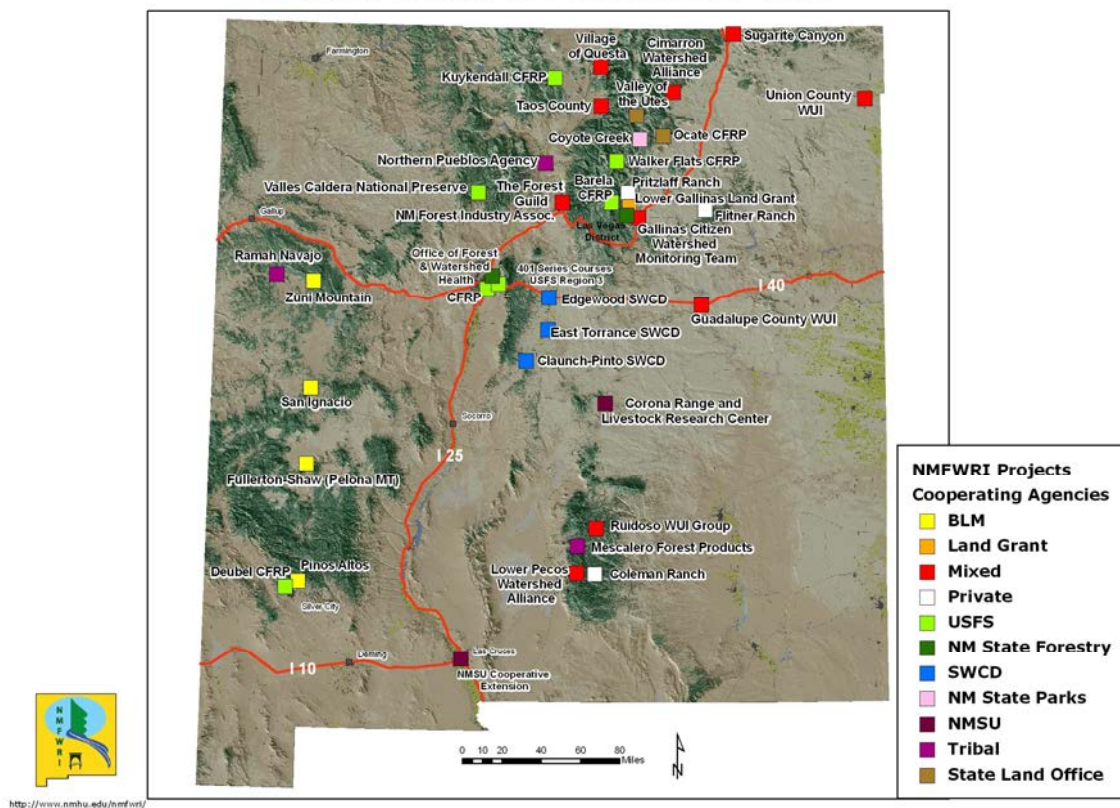 Sugarite Canyon
Farmington
Village
of Questa
Cimarron
Watershed
Alliance
Kuykendall CFRP
Valley of
the Utes
Union County
WUI
Taos County
Coyote Creek
Ocate CFRP
Northern Pueblos Agency
Walker Flats CFRP
Valles Caldera National Preserve
The Forest
Guild
Barela
CFRP
Pritzlaff Ranch
Lower Gallinas Land Grant
NM Forest Industry Assoc.
Flitner Ranch
Gallup
Las Vegas
District
Gallinas Citizen
Watershed
Monitoring Team
Ramah Navajo
Office of Forest
& Watershed
Health
401 Series Courses
USFS Region 3
I 40
Zuni Mountain
CFRP
Edgewood SWCD
Guadalupe County WUI
East Torrance SWCD
Claunch-Pinto SWCD
San Ignacio
Corona Range and
Livestock Research Center
Socorro
I 25
Fullerton-Shaw (Pelona MT)
Ruidoso WUI Group
Mescalero Forest Products
Deubel CFRP
Pinos Altos
Lower Pecos
Watershed
Alliance
Coleman Ranch
Silver City
Deming
Las Cruces
I 10
NMSU Cooperative
Extension
0 10 20 40 60 80
Miles
N
NMFWRI Projects
Cooperating Agencies
BLM
Land Grant
Mixed
Private
USFS
NM State Forestry
SWCD
NM State Parks
NMSU
Tribal
State Land Office
NMFWRI
http://www.nmhu.edu/nmfwri/